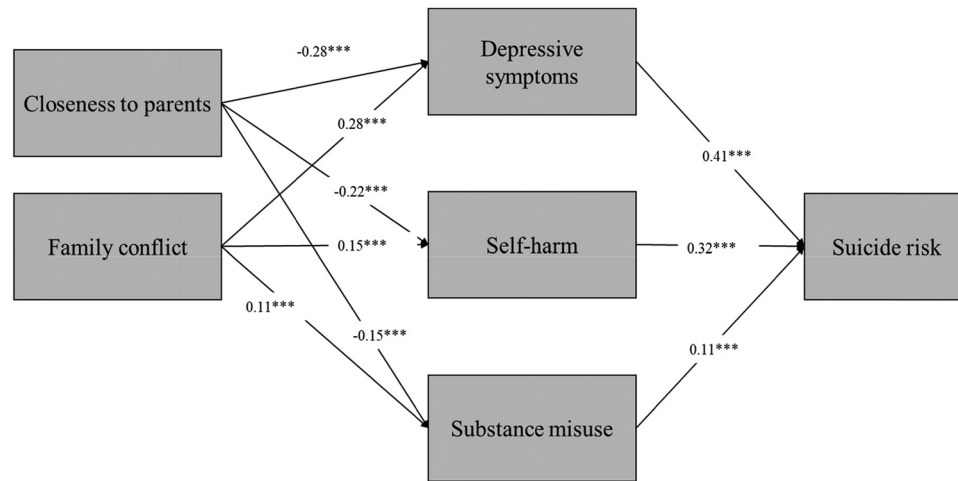 Depressive
symptoms
-0.28***
Closeness to parents
0.28***
0.41***
-0.22***
Family conflict
0.15***
Self-harm
0.32***
Suicide risk
0.11***
-0.15***
0.11***
Substance misuse